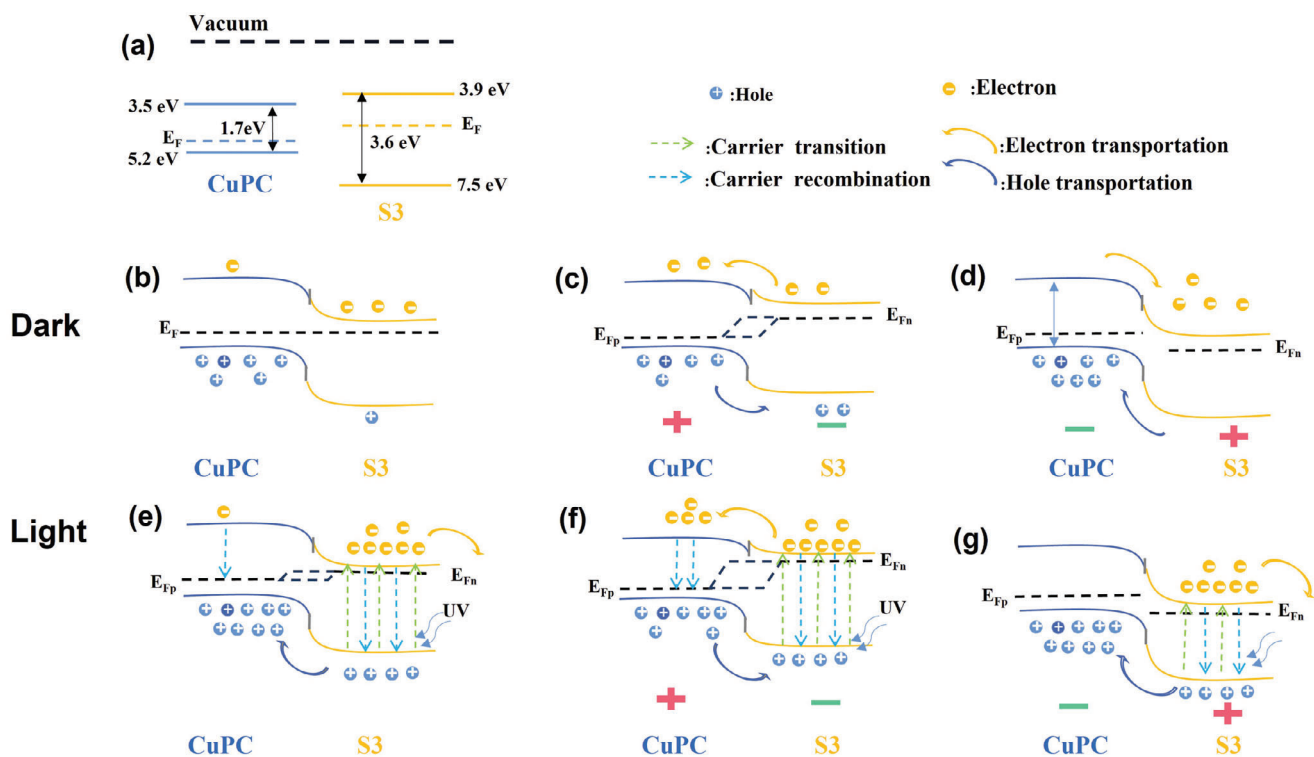 (a)
Vacuum
3.5 eV
1.7eV
E_F
5.2 eV
CuPC
3.9 eV
E_F
3.6 eV
7.5 eV
S3
:Hole
:Electron
:Carrier transition
:Electron transportation
:Carrier recombination
:Hole transportation
Dark
(b)
E_F
CuPC
S3
(c)
E_Fp
E_Fn
CuPC
S3
(d)
E_Fp
E_Fn
CuPC
S3
Light
(e)
E_Fp
E_Fn
UV
CuPC
S3
(f)
E_Fp
E_Fn
UV
CuPC
S3
(g)
E_Fp
E_Fn
CuPC
S3